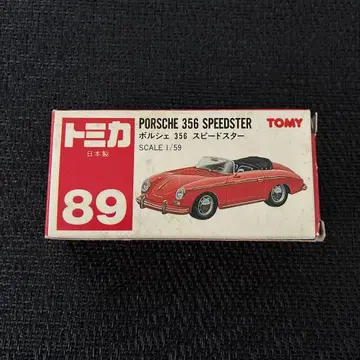 トミカ
日本製
89
PORSCHE 356 SPEEDSTER
ポルシェ 356 スピードスター
SCALE 1/59
TOMY